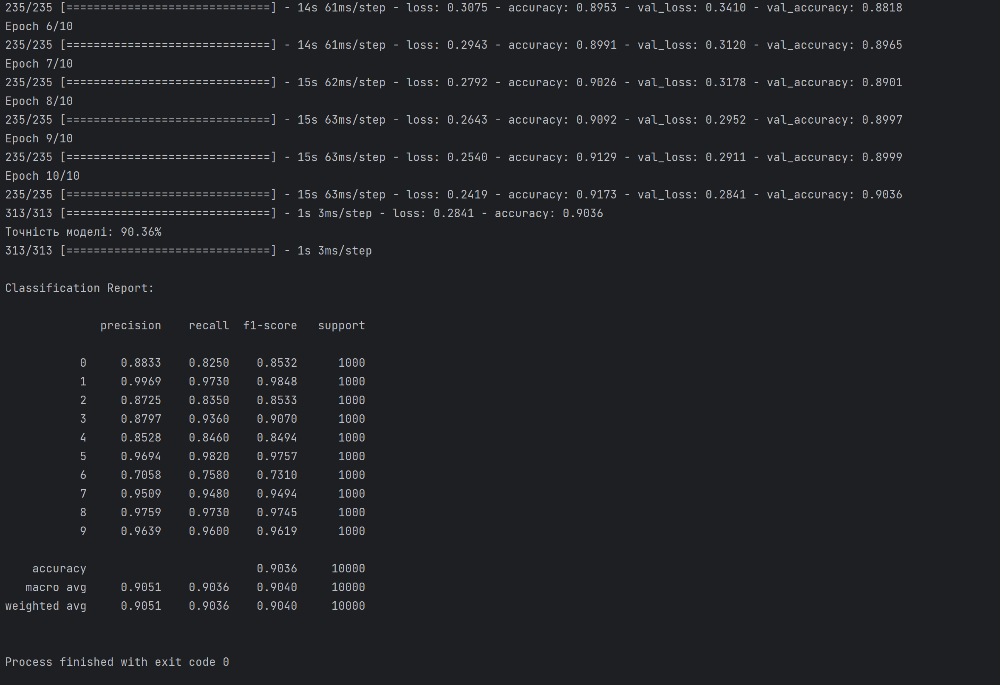 235/235 [==============================] - 14s 61ms/step - loss: 0.3075 - accuracy: 0.8953 - val_loss: 0.3410 - val_accuracy: 0.8818
Epoch 6/10
235/235 [==============================] - 14s 61ms/step - loss: 0.2943 - accuracy: 0.8991 - val_loss: 0.3120 - val_accuracy: 0.8965
Epoch 7/10
235/235 [==============================] - 15s 62ms/step - loss: 0.2792 - accuracy: 0.9026 - val_loss: 0.3178 - val_accuracy: 0.8901
Epoch 8/10
235/235 [==============================] - 15s 63ms/step - loss: 0.2643 - accuracy: 0.9092 - val_loss: 0.2952 - val_accuracy: 0.8997
Epoch 9/10
235/235 [==============================] - 15s 63ms/step - loss: 0.2540 - accuracy: 0.9129 - val_loss: 0.2911 - val_accuracy: 0.8999
Epoch 10/10
235/235 [==============================] - 15s 63ms/step - loss: 0.2419 - accuracy: 0.9173 - val_loss: 0.2841 - val_accuracy: 0.9036
313/313 [==============================] - 1s 3ms/step - loss: 0.2841 - accuracy: 0.9036
Точність моделі: 90.36%
313/313 [==============================] - 1s 3ms/step
Classification Report:
precision recall f1-score support
0 0.8833 0.8250 0.8532 1000
1 0.9969 0.9730 0.9848 1000
2 0.8725 0.8350 0.8533 1000
3 0.8797 0.9360 0.9070 1000
4 0.8528 0.8460 0.8494 1000
5 0.9694 0.9820 0.9757 1000
6 0.7058 0.7580 0.7310 1000
7 0.9509 0.9480 0.9494 1000
8 0.9759 0.9730 0.9745 1000
9 0.9639 0.9600 0.9619 1000
accuracy 0.9036 10000
macro avg 0.9051 0.9036 0.9040 10000
weighted avg 0.9051 0.9036 0.9040 10000
Process finished with exit code 0